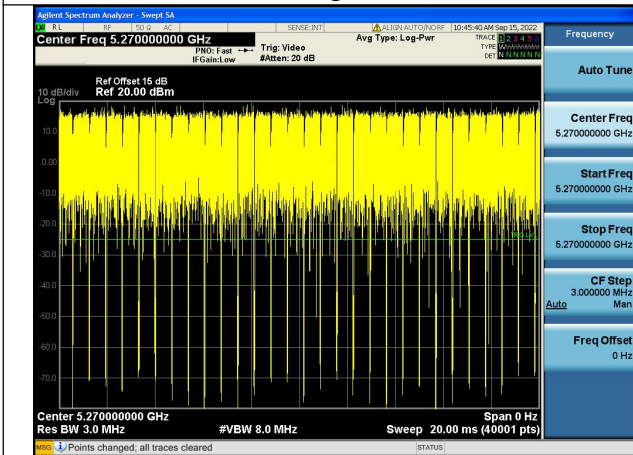 Agilent Spectrum Analyzer - Swept SA
RL RF 50 Ω AC SENSE:INT ALIGN AUTO/NO RF 10:45:40 AM Sep 15, 2022
Center Freq 5.270000000 GHz
PNO: Fast
IFGain:Low
Trig: Video
#Atten: 20 dB
Avg Type: Log-Pwr
TRACE 1 2 3 4 5 6
TYPE WWWWWW
DET N N N N N N
Ref Offset 15 dB
10 dB/div Ref 20.00 dBm
Log
10.0
0.00
-10.0
-20.0
-30.0
-40.0
-50.0
-60.0
-70.0
TRIG LVL
Center 5.270000000 GHz Span 0 Hz
Res BW 3.0 MHz #VBW 8.0 MHz Sweep 20.00 ms (40001 pts)
MSG Points changed; all traces cleared STATUS
Frequency
Auto Tune
Center Freq
5.270000000 GHz
Start Freq
5.270000000 GHz
Stop Freq
5.270000000 GHz
CF Step
3.000000 MHz
Auto Man
Freq Offset
0 Hz